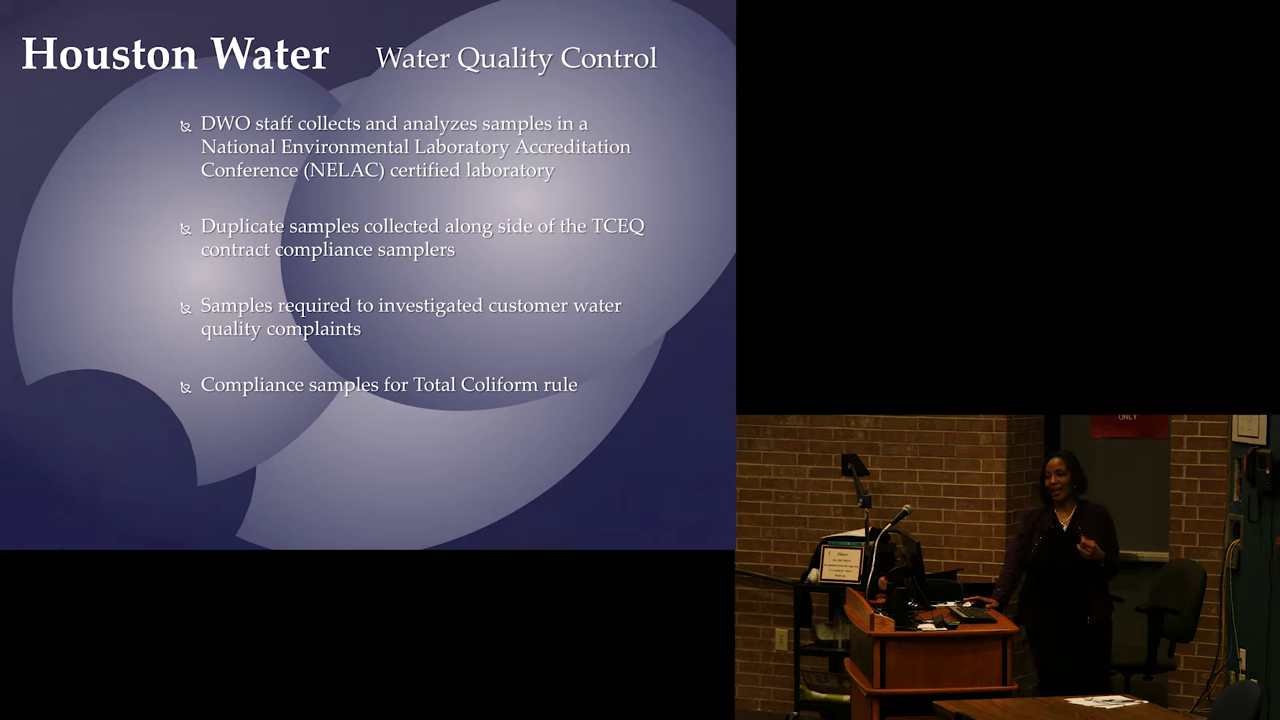 Houston Water Water Quality Control
DWO staff collects and analyzes samples in a
National Environmental Laboratory Accreditation
Conference (NELAC) certified laboratory
Duplicate samples collected along side of the TCEQ
contract compliance samplers
Samples required to investigated customer water
quality complaints
Compliance samples for Total Coliform rule
ONLY